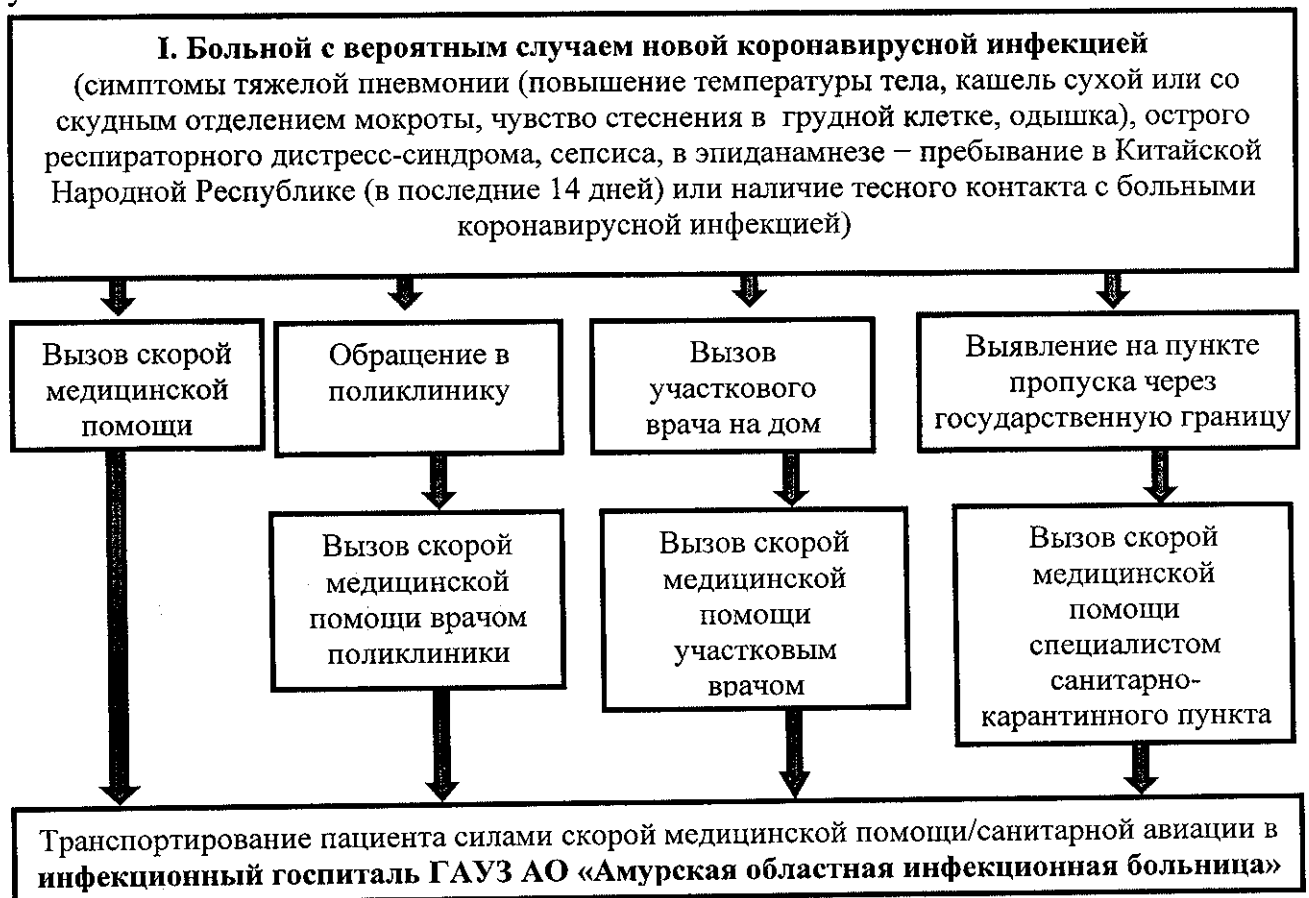 I. Больной с вероятным случаем новой коронавирусной инфекцией
(симптомы тяжелой пневмонии (повышение температуры тела, кашель сухой или со
скудным отделением мокроты, чувство стеснения в грудной клетке, одышка), острого
респираторного дистресс-синдрома, сепсиса, в эпиданамнезе – пребывание в Китайской
Народной Республике (в последние 14 дней) или наличие тесного контакта с больными
коронавирусной инфекцией)
Вызов скорой
медицинской
помощи
Обращение в
поликлинику
Вызов
участкового
врача на дом
Выявление на пункте
пропуска через
государственную границу
Вызов скорой
медицинской
помощи врачом
поликлиники
Вызов скорой
медицинской
помощи
участковым
врачом
Вызов скорой
медицинской
помощи
специалистом
санитарно-
карантинного пункта
Транспортирование пациента силами скорой медицинской помощи/санитарной авиации в
инфекционный госпиталь ГАУЗ АО «Амурская областная инфекционная больница»